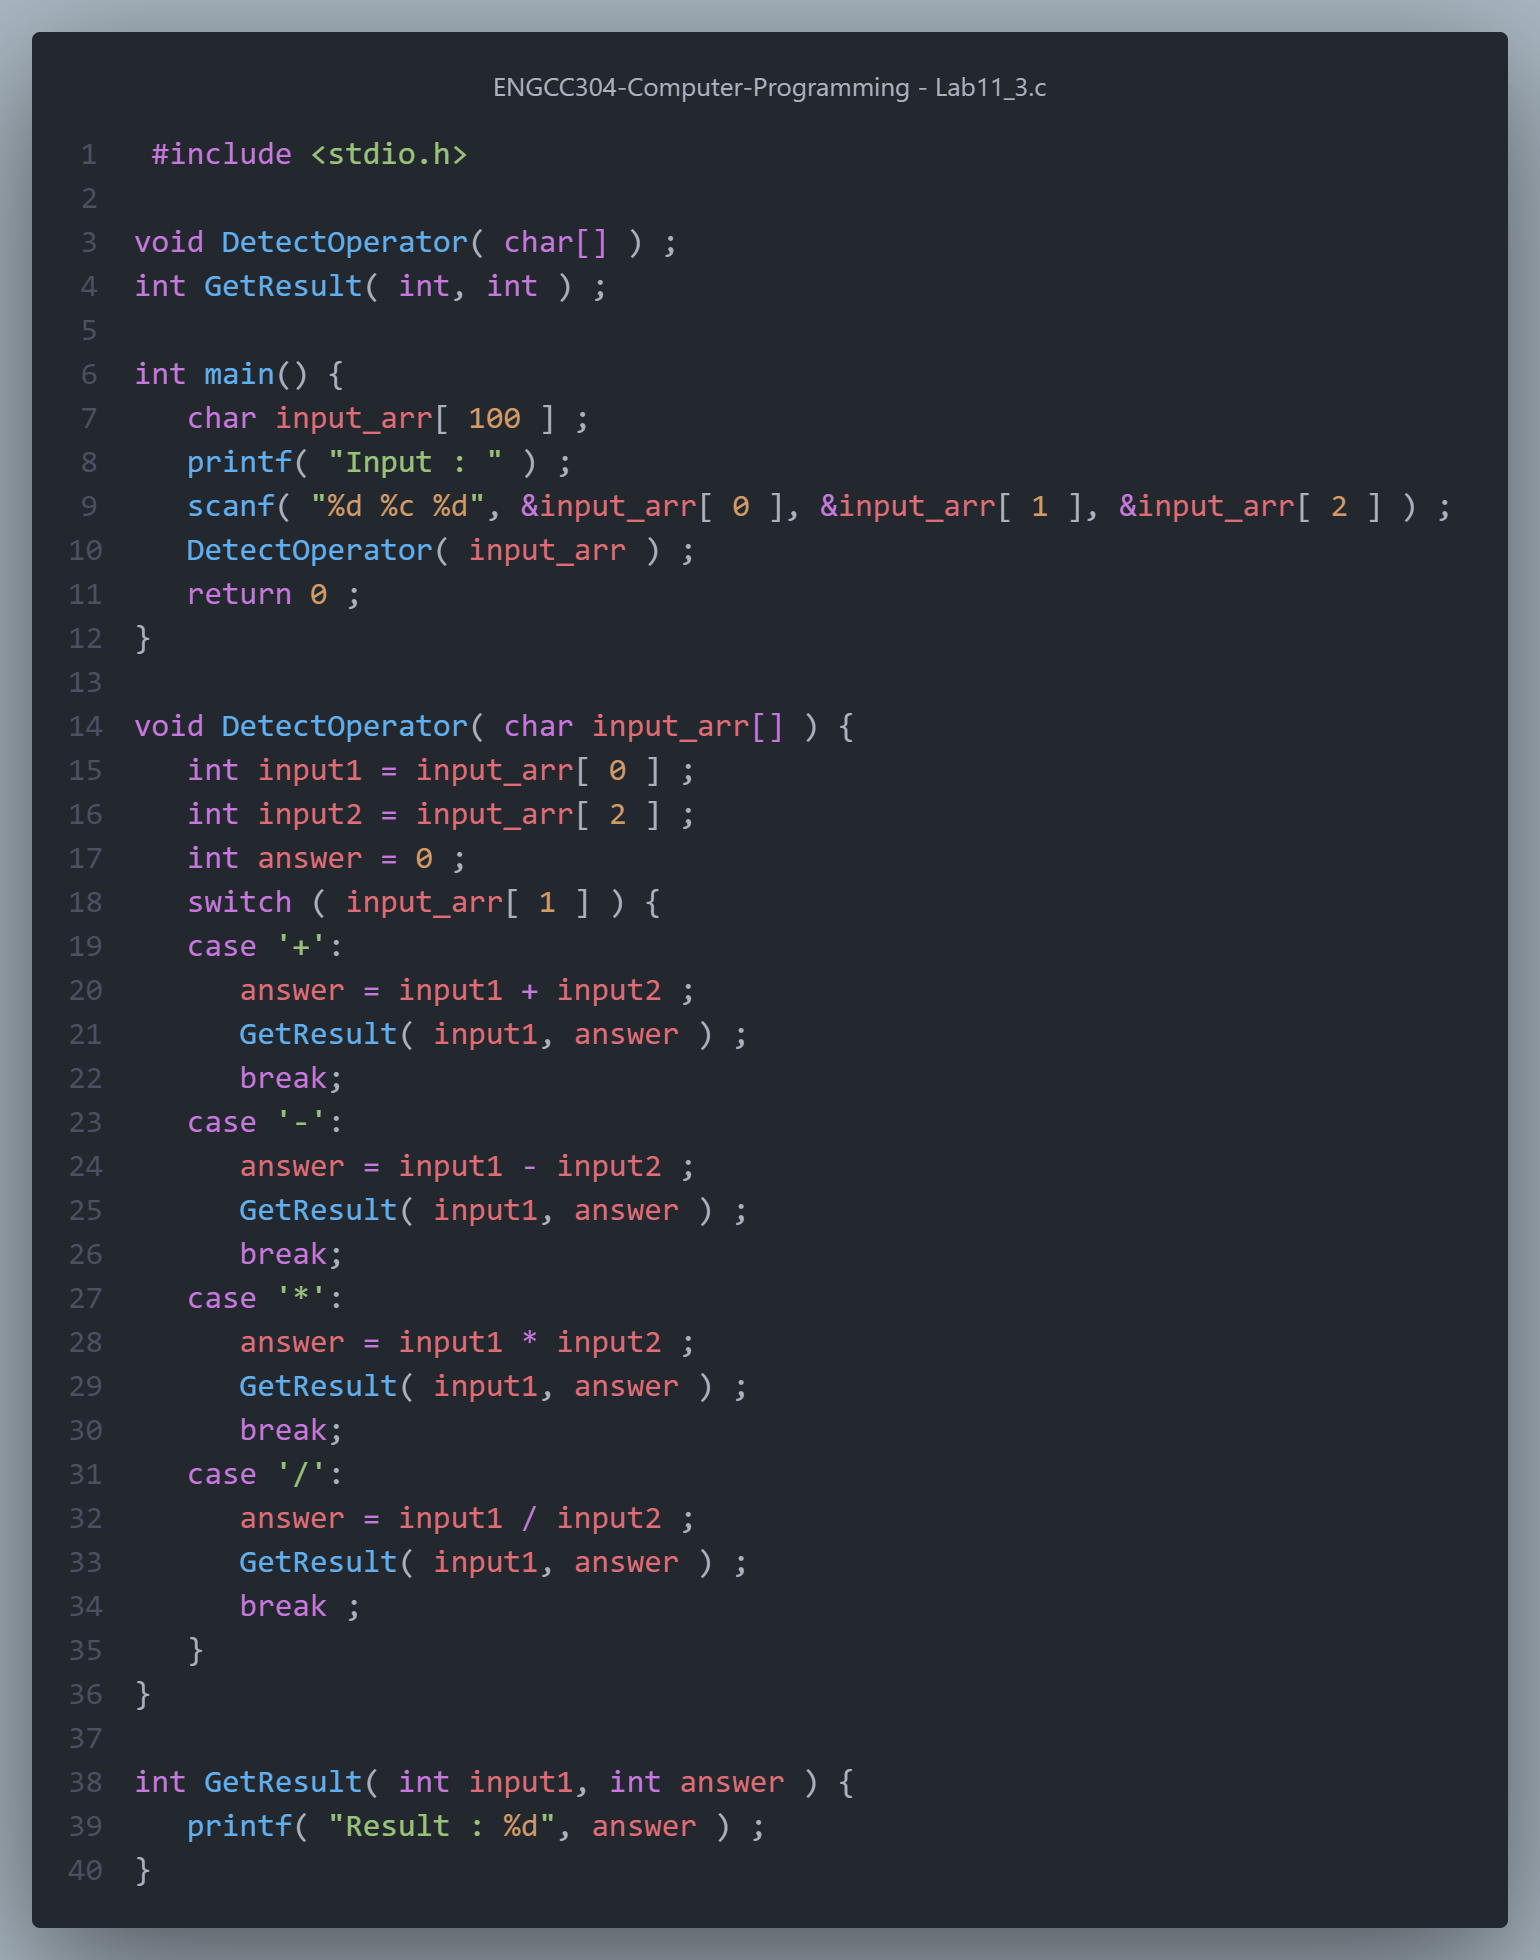 ENGCC304-Computer-Programming - Lab11_3.c
1 #include <stdio.h>
2
3 void DetectOperator( char[] ) ;
4 int GetResult( int, int ) ;
5
6 int main() {
7    char input_arr[ 100 ] ;
8    printf( "Input : " ) ;
9    scanf( "%d %c %d", &input_arr[ 0 ], &input_arr[ 1 ], &input_arr[ 2 ] ) ;
10    DetectOperator( input_arr ) ;
11    return 0 ;
12 }
13
14 void DetectOperator( char input_arr[] ) {
15    int input1 = input_arr[ 0 ] ;
16    int input2 = input_arr[ 2 ] ;
17    int answer = 0 ;
18    switch ( input_arr[ 1 ] ) {
19    case '+':
20       answer = input1 + input2 ;
21       GetResult( input1, answer ) ;
22       break;
23    case '-':
24       answer = input1 - input2 ;
25       GetResult( input1, answer ) ;
26       break;
27    case '*':
28       answer = input1 * input2 ;
29       GetResult( input1, answer ) ;
30       break;
31    case '/':
32       answer = input1 / input2 ;
33       GetResult( input1, answer ) ;
34       break ;
35    }
36 }
37
38 int GetResult( int input1, int answer ) {
39    printf( "Result : %d", answer ) ;
40 }